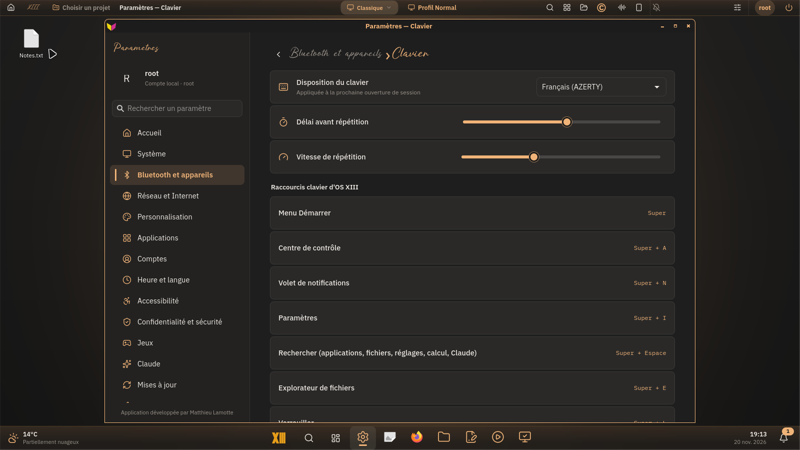 XIII
Choisir un projet
Paramètres — Clavier
Classique
Profil Normal
root
Notes.txt
Paramètres — Clavier
Paramètres
R
root
Compte local · root
Rechercher un paramètre
Accueil
Système
Bluetooth et appareils
Réseau et Internet
Personnalisation
Applications
Comptes
Heure et langue
Accessibilité
Confidentialité et sécurité
Jeux
Claude
Mises à jour
Application développée par Matthieu Lamotte
Bluetooth et appareils › Clavier
Disposition du clavier
Appliquée à la prochaine ouverture de session
Français (AZERTY)
Délai avant répétition
Vitesse de répétition
Raccourcis clavier d'OS XIII
Menu Démarrer
Super
Centre de contrôle
Super + A
Volet de notifications
Super + N
Paramètres
Super + I
Rechercher (applications, fichiers, réglages, calcul, Claude)
Super + Espace
Explorateur de fichiers
Super + E
14°C
Partiellement nuageux
XIII
19:13
20 nov. 2026
1